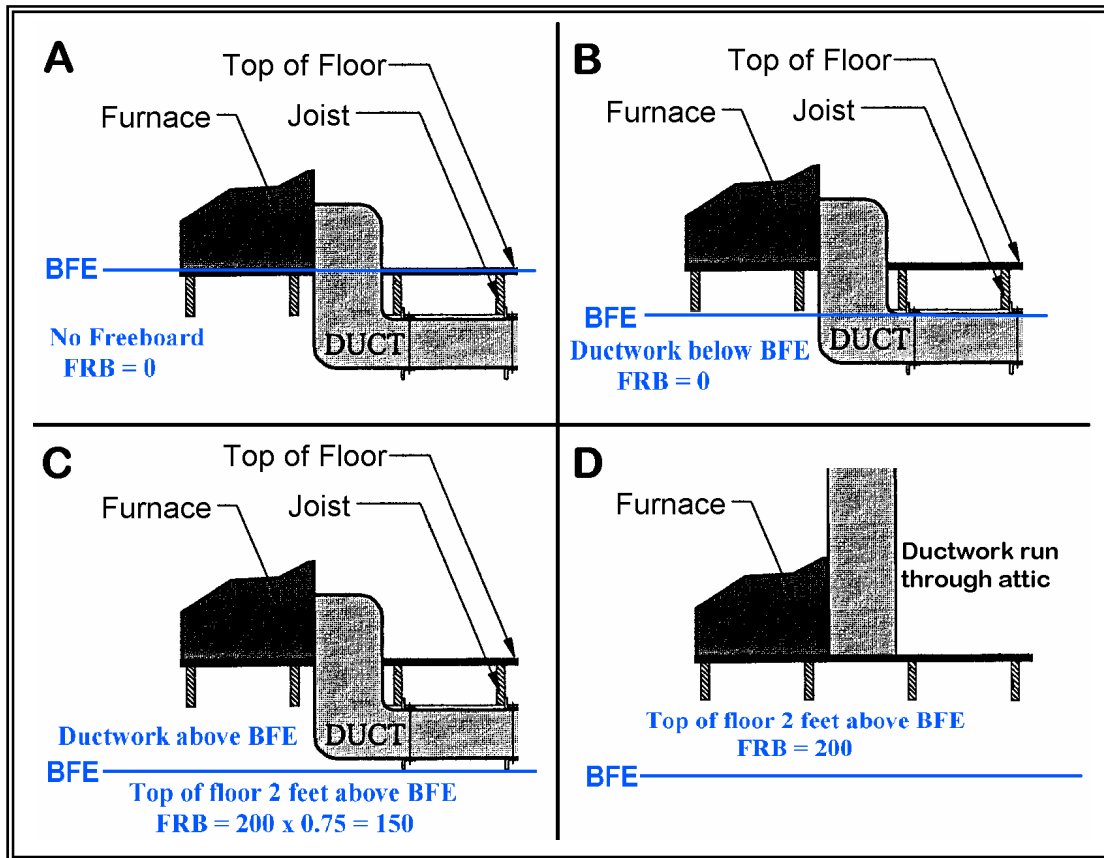 A
Top of Floor
Furnace
Joist
BFE
No Freeboard
FRB = 0
DUCT
B
Top of Floor
Furnace
Joist
BFE
Ductwork below BFE
FRB = 0
DUCT
C
Top of Floor
Furnace
Joist
Ductwork above BFE
DUCT
BFE
Top of floor 2 feet above BFE
FRB = 200 x 0.75 = 150
D
Furnace
Ductwork run
through attic
Top of floor 2 feet above BFE
FRB = 200
BFE